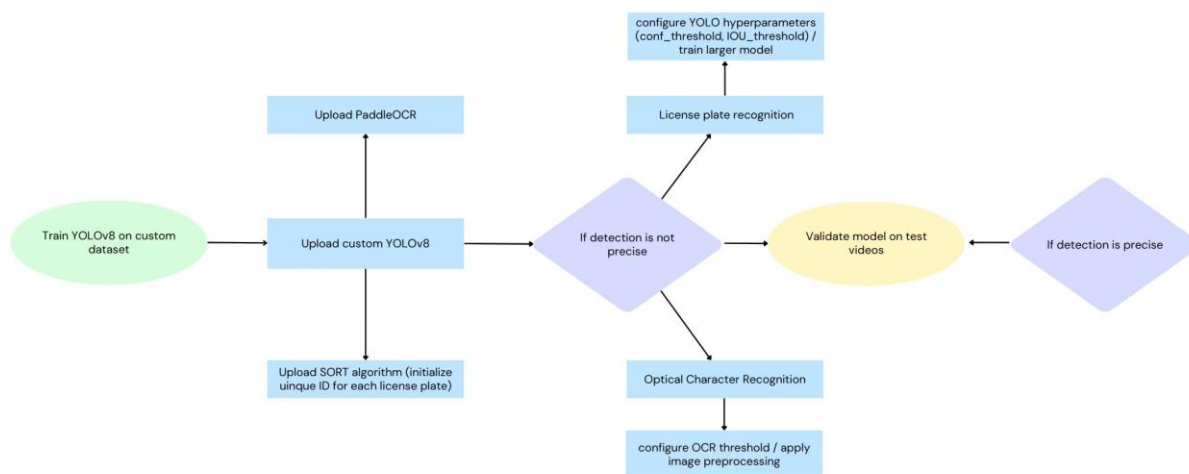 configure YOLO hyperparameters
(conf_threshold, IOU_threshold) /
train larger model
Upload PaddleOCR
License plate recognition
Train YOLOv8 on custom
dataset
Upload custom YOLOv8
If detection is not
precise
Validate model on test
videos
If detection is precise
Upload SORT algorithm (initialize
uinque ID for each license plate)
Optical Character Recognition
configure OCR threshold / apply
image preprocessing